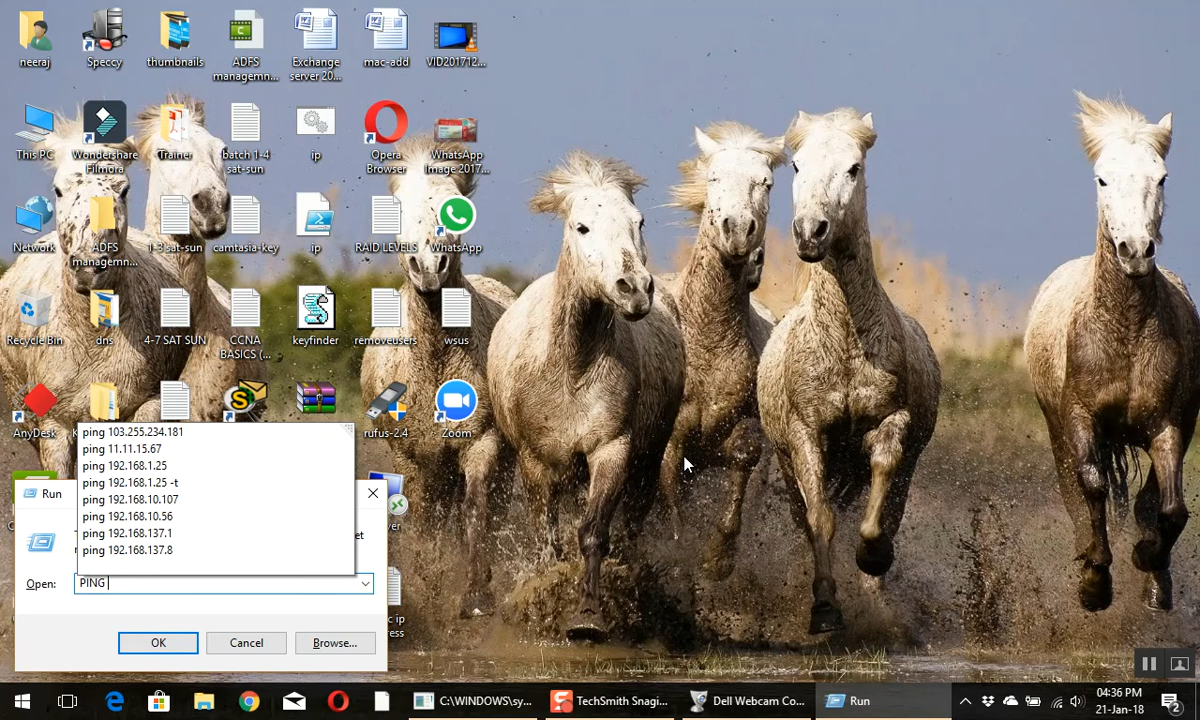 neeraj
Speccy
thumbnails
ADFS
managemn...
Exchange
server 20...
mac-add
VID201712...
This PC
Wondershare
Filmora
Trainer
batch 1-4
sat-sun
ip
Opera
Browser
WhatsApp
Image 2017...
Network
ADFS
managemn...
1-3 sat-sun
camtasia-key
ip
RAID LEVELS
WhatsApp
Recycle Bin
dns
4-7 SAT SUN
CCNA
BASICS (...
keyfinder
removeusers
wsus
AnyDesk
rufus-2.4
Zoom
ping 103.255.234.181
ping 11.11.15.67
ping 192.168.1.25
ping 192.168.1.25 -t
ping 192.168.10.107
ping 192.168.10.56
ping 192.168.137.1
ping 192.168.137.8
Run
Open:
PING
OK
Cancel
Browse...
C:\WINDOWS\sy...
TechSmith Snagi...
Dell Webcam Co...
Run
04:36 PM
21-Jan-18
2